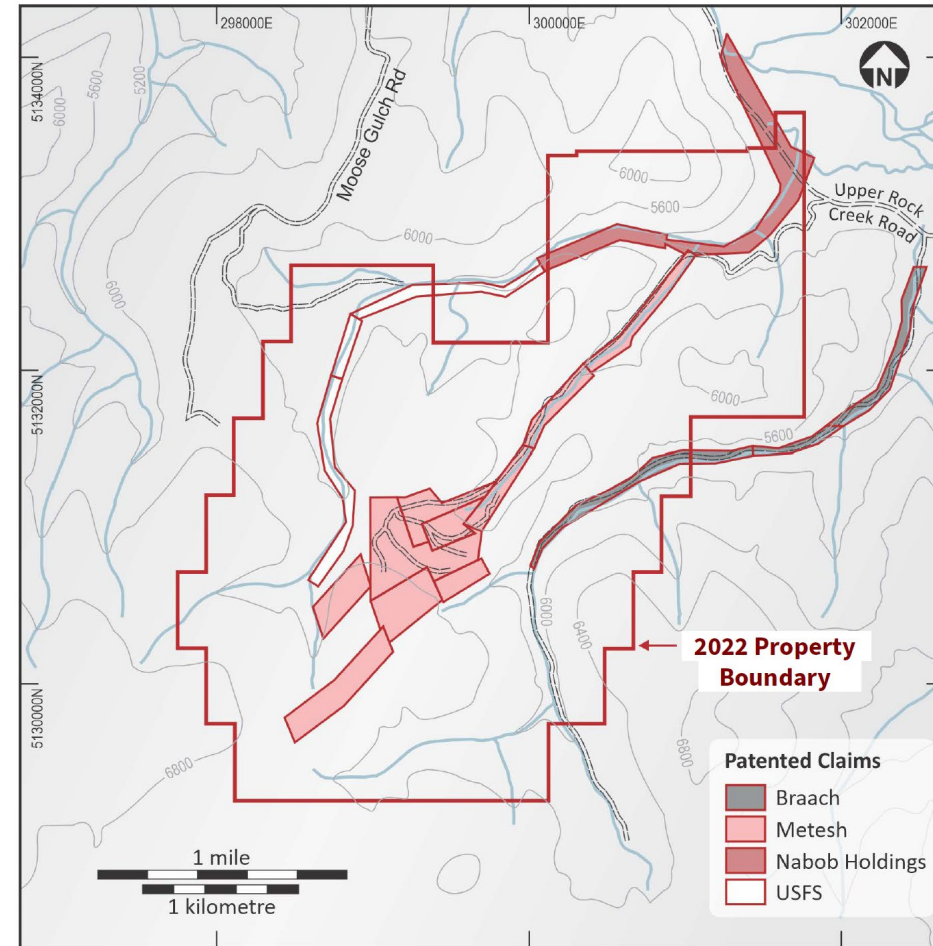 298000E
300000E
302000E
5134000N
5132000N
5130000N
N
Moose Gulch Rd
6000
5600
5200
6000
6000
5600
6000
6000
Upper Rock
Creek Road
6000
5600
6000
6400
6800
6800
2022 Property
Boundary
Patented Claims
Braach
Metesh
Nabob Holdings
USFS
1 mile
1 kilometre